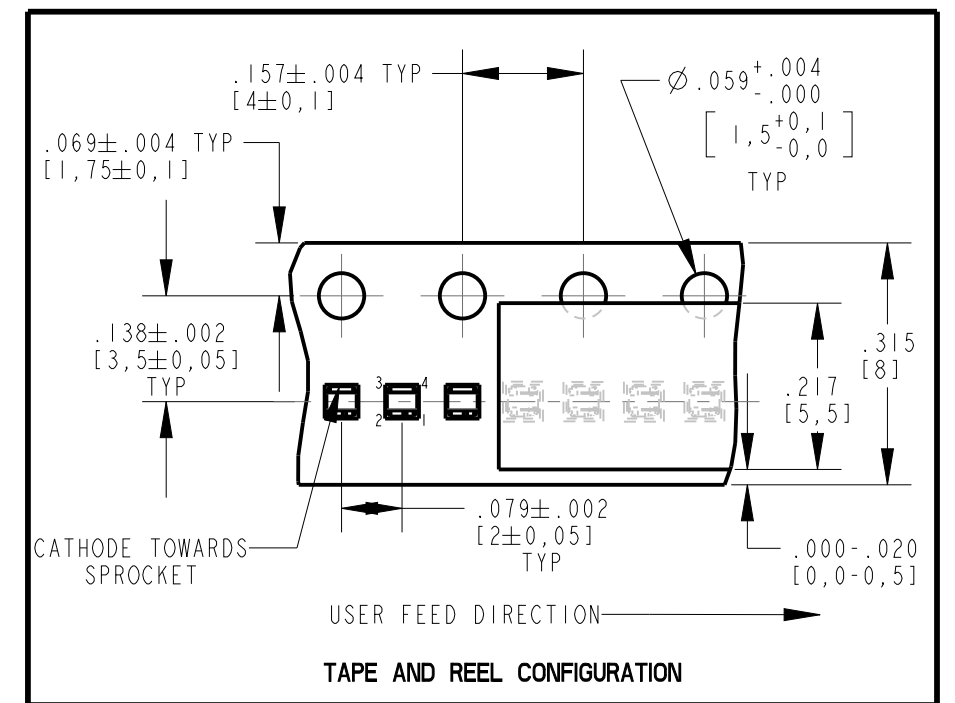 .157±.004 TYP
[4±0,1]
Ø.059+.004
-.000
[1,5+0,1
-0,0]
TYP
.069±.004 TYP
[1,75±0,1]
.138±.002
[3,5±0,05]
TYP
.315
[8]
.217
[5,5]
3 4
2 1
.079±.002
[2±0,05]
TYP
CATHODE TOWARDS
SPROCKET
.000-.020
[0,0-0,5]
USER FEED DIRECTION
TAPE AND REEL CONFIGURATION